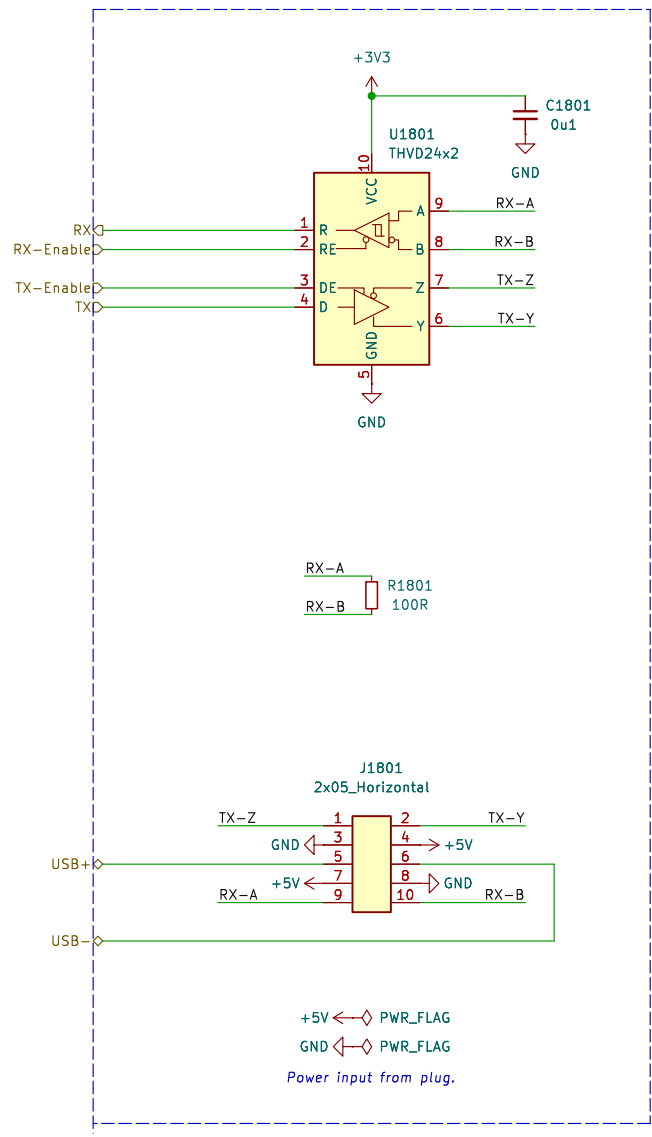 +3V3
C1801
0u1
GND
U1801
THVD24x2
10
VCC
RX 1 R A 9 RX-A
RX-Enable 2 RE B 8 RX-B
TX-Enable 3 DE Z 7 TX-Z
TX 4 D Y 6 TX-Y
GND
5
GND
RX-A
R1801
100R
RX-B
J1801
2x05_Horizontal
TX-Z 1 2 TX-Y
GND 3 4 +5V
USB+ 5 6
+5V 7 8 GND
RX-A 9 10 RX-B
USB-
+5V PWR_FLAG
GND PWR_FLAG
Power input from plug.